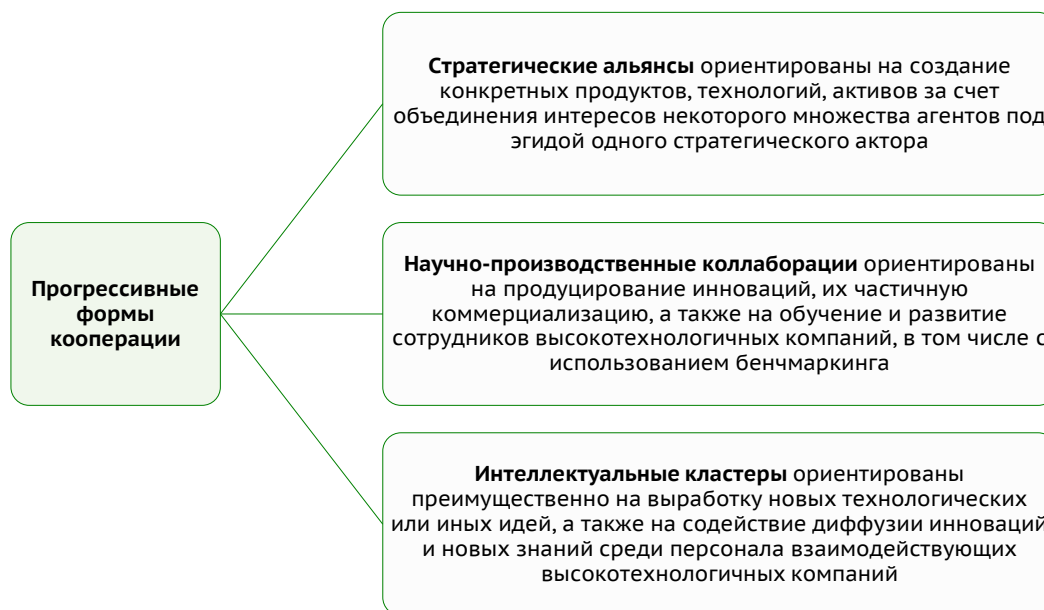 Стратегические альянсы ориентированы на создание
конкретных продуктов, технологий, активов за счет
объединения интересов некоторого множества агентов под
эгидой одного стратегического актора
Прогрессивные
формы
кооперации
Научно-производственные коллаборации ориентированы
на продуцирование инноваций, их частичную
коммерциализацию, а также на обучение и развитие
сотрудников высокотехнологичных компаний, в том числе с
использованием бенчмаркинга
Интеллектуальные кластеры ориентированы
преимущественно на выработку новых технологических
или иных идей, а также на содействие диффузии инноваций
и новых знаний среди персонала взаимодействующих
высокотехнологичных компаний